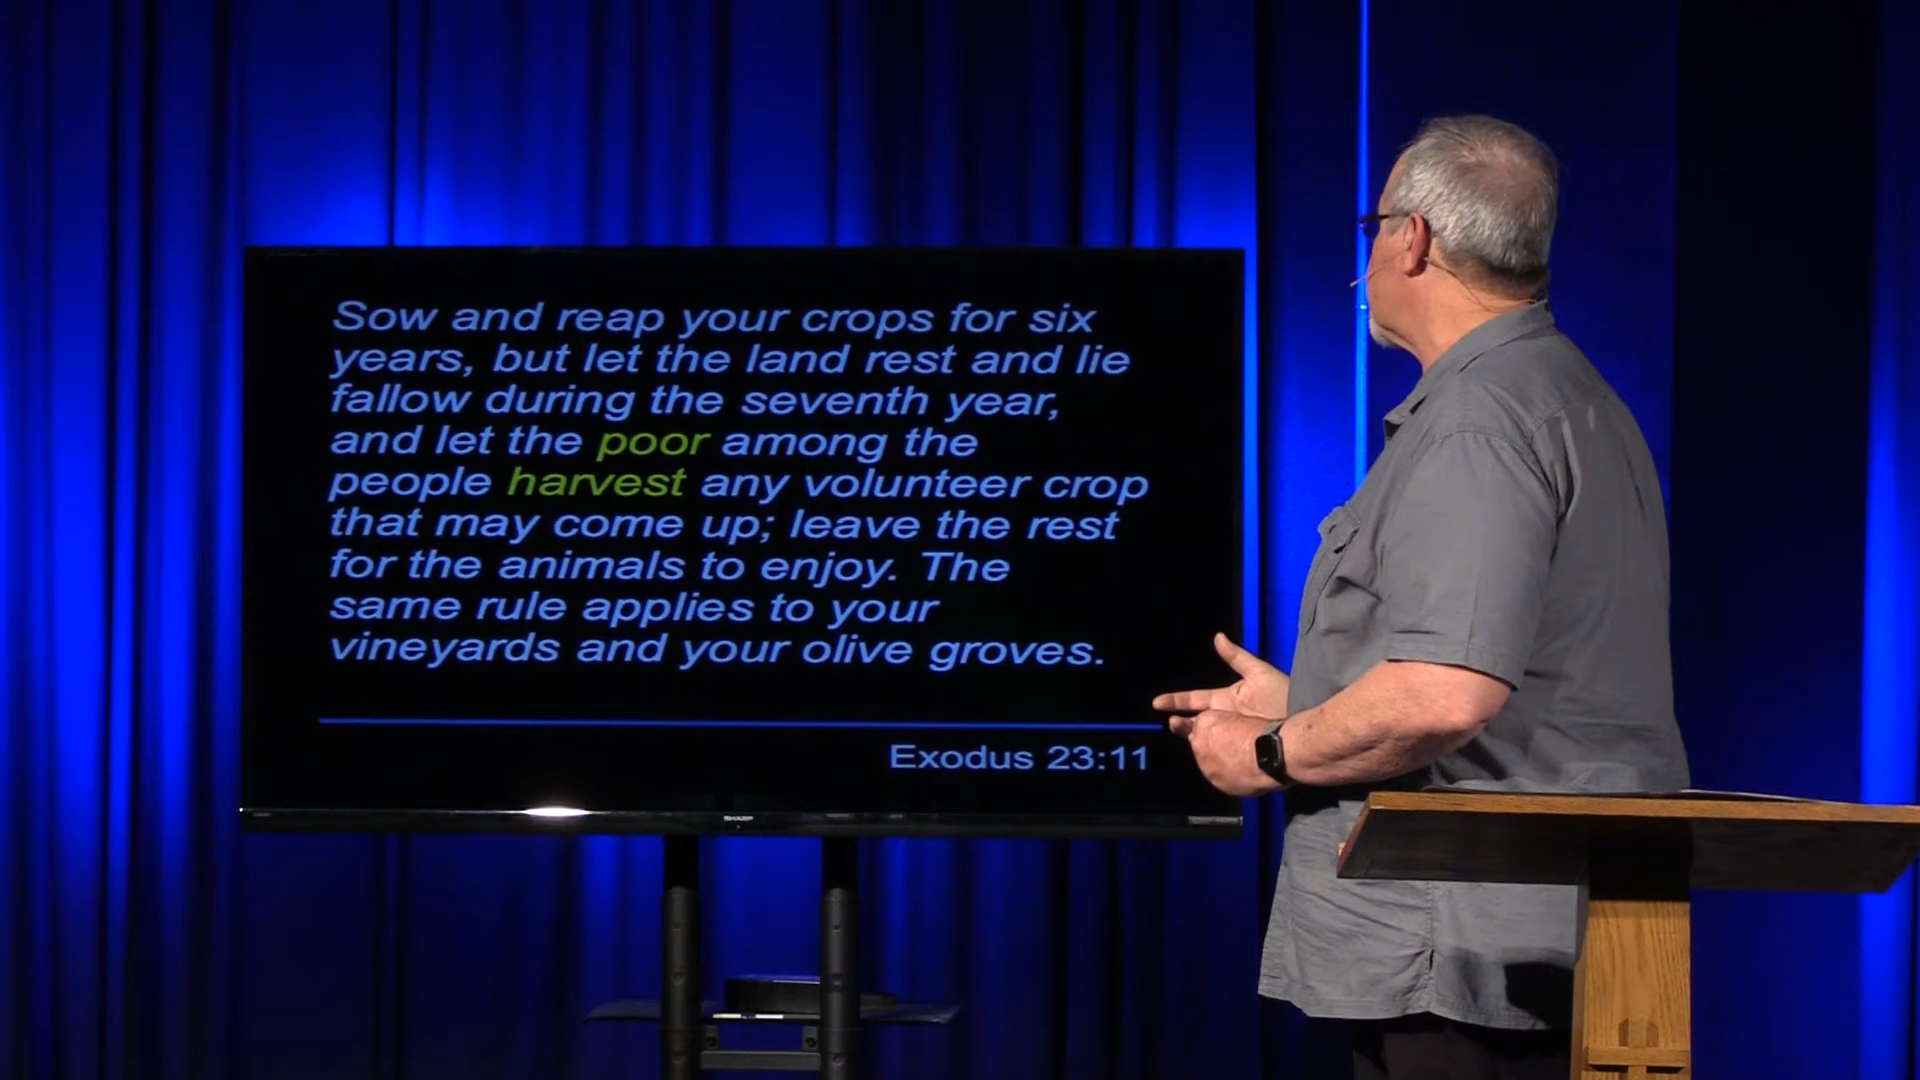 Sow and reap your crops for six
years, but let the land rest and lie
fallow during the seventh year,
and let the poor among the
people harvest any volunteer crop
that may come up; leave the rest
for the animals to enjoy. The
same rule applies to your
vineyards and your olive groves.
Exodus 23:11
SHARP